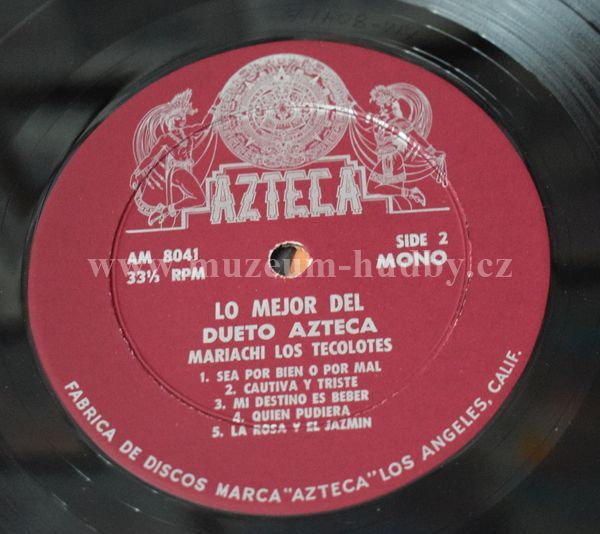 AZTECA
AM 8041
33⅓ RPM
SIDE 2
MONO
www.muzeum-hudby.cz
LO MEJOR DEL
DUETO AZTECA
MARIACHI LOS TECOLOTES
1. SEA POR BIEN O POR MAL
2. CAUTIVA Y TRISTE
3. MI DESTINO ES BEBER
4. QUIEN PUDIERA
5. LA ROSA Y EL JAZMIN
FABRICA DE DISCOS MARCA "AZTECA" LOS ANGELES, CALIF.